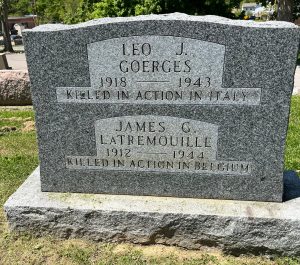 LEO J.
GOERGES
1918 — 1943
KILLED IN ACTION IN ITALY
JAMES G.
LATREMOUILLE
1912 — 1944
KILLED IN ACTION IN BELGIUM